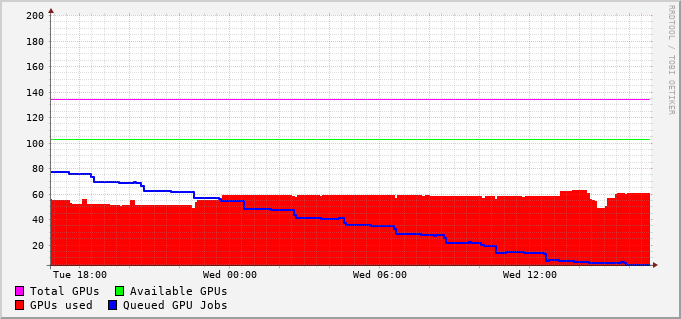 200
180
160
140
120
100
80
60
40
20
Tue 18:00 Wed 00:00 Wed 06:00 Wed 12:00
Total GPUs Available GPUs
GPUs used Queued GPU Jobs
RRDTOOL / TOBI OETIKER